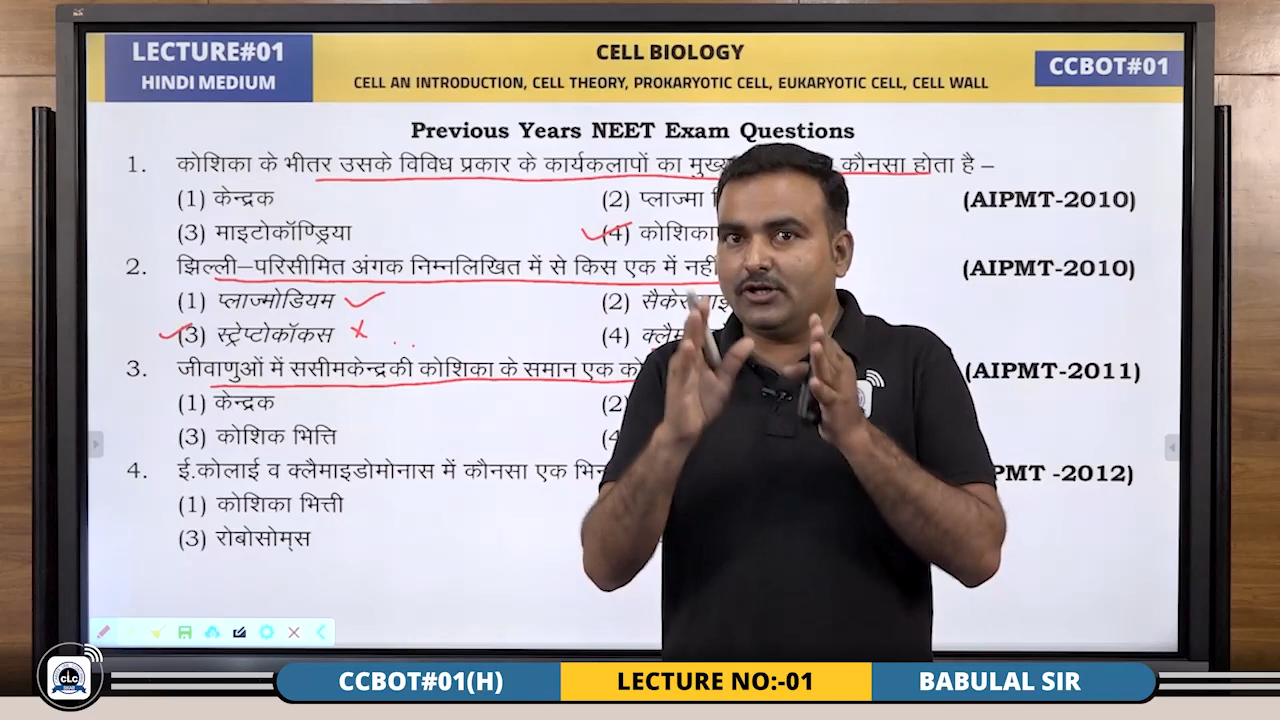 LECTURE#01
HINDI MEDIUM
CELL BIOLOGY
CELL AN INTRODUCTION, CELL THEORY, PROKARYOTIC CELL, EUKARYOTIC CELL, CELL WALL
CCBOT#01
Previous Years NEET Exam Questions
1. कोशिका के भीतर उसके विविध प्रकार के कार्यकलापों का मुख्य कौनसा होता है –
(1) केन्द्रक (2) प्लाज्मा (AIPMT-2010)
(3) माइटोकॉण्ड्रिया (4) कोशिका
2. झिल्ली–परिसीमित अंगक निम्नलिखित में से किस एक में नहीं (AIPMT-2010)
(1) प्लाज्मोडियम (2)
(3) स्ट्रेप्टोकॉकस (4)
3. जीवाणुओं में ससीमकेन्द्रकी कोशिका के समान एक (AIPMT-2011)
(1) केन्द्रक (2)
(3) कोशिक भित्ति
4. ई.कोलाई व क्लैमाइडोमोनास में कौनसा एक PMT -2012)
(1) कोशिका भित्ती
(3) रोबोसोम्स
CLC
SIKAR
CCBOT#01(H) LECTURE NO:-01 BABULAL SIR